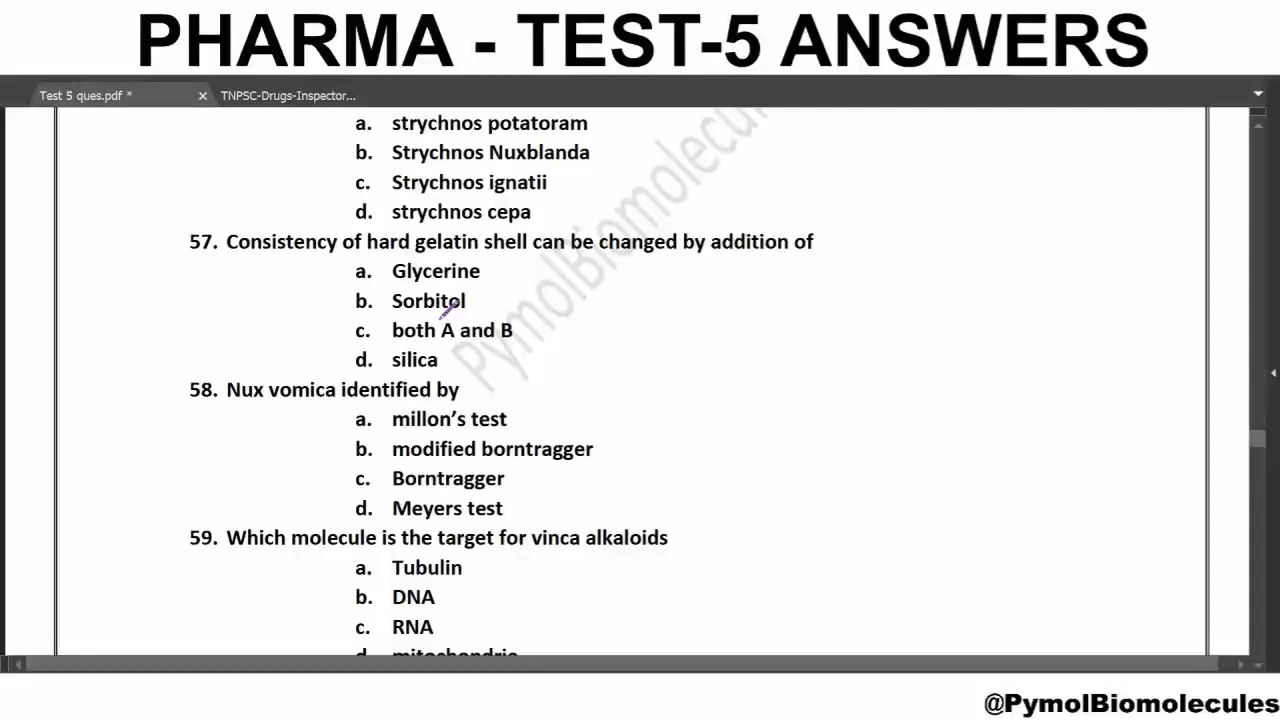 PHARMA - TEST-5 ANSWERS
Test 5 ques.pdf * × TNPSC-Drugs-Inspector...
a. strychnos potatoram
b. Strychnos Nuxblanda
c. Strychnos ignatii
d. strychnos cepa
57. Consistency of hard gelatin shell can be changed by addition of
a. Glycerine
b. Sorbitol
c. both A and B
d. silica
58. Nux vomica identified by
a. millon's test
b. modified borntragger
c. Borntragger
d. Meyers test
59. Which molecule is the target for vinca alkaloids
a. Tubulin
b. DNA
c. RNA
d. mitochondria
PymolBiomolecules
@PymolBiomolecules